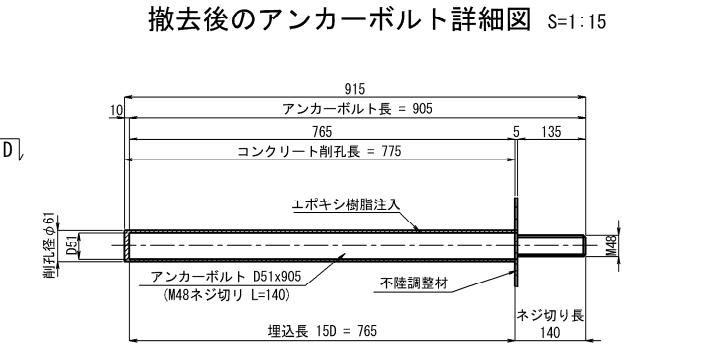 撤去後のアンカーボルト詳細図 S=1:15
915
10 アンカーボルト長 = 905
765 5 135
D
コンクリート削孔長 = 775
エポキシ樹脂注入
削孔径φ61
D51
M48
アンカーボルト D51x905
(M48ネジ切リ L=140)
不陸調整材
ネジ切り長
埋込長 15D = 765
140